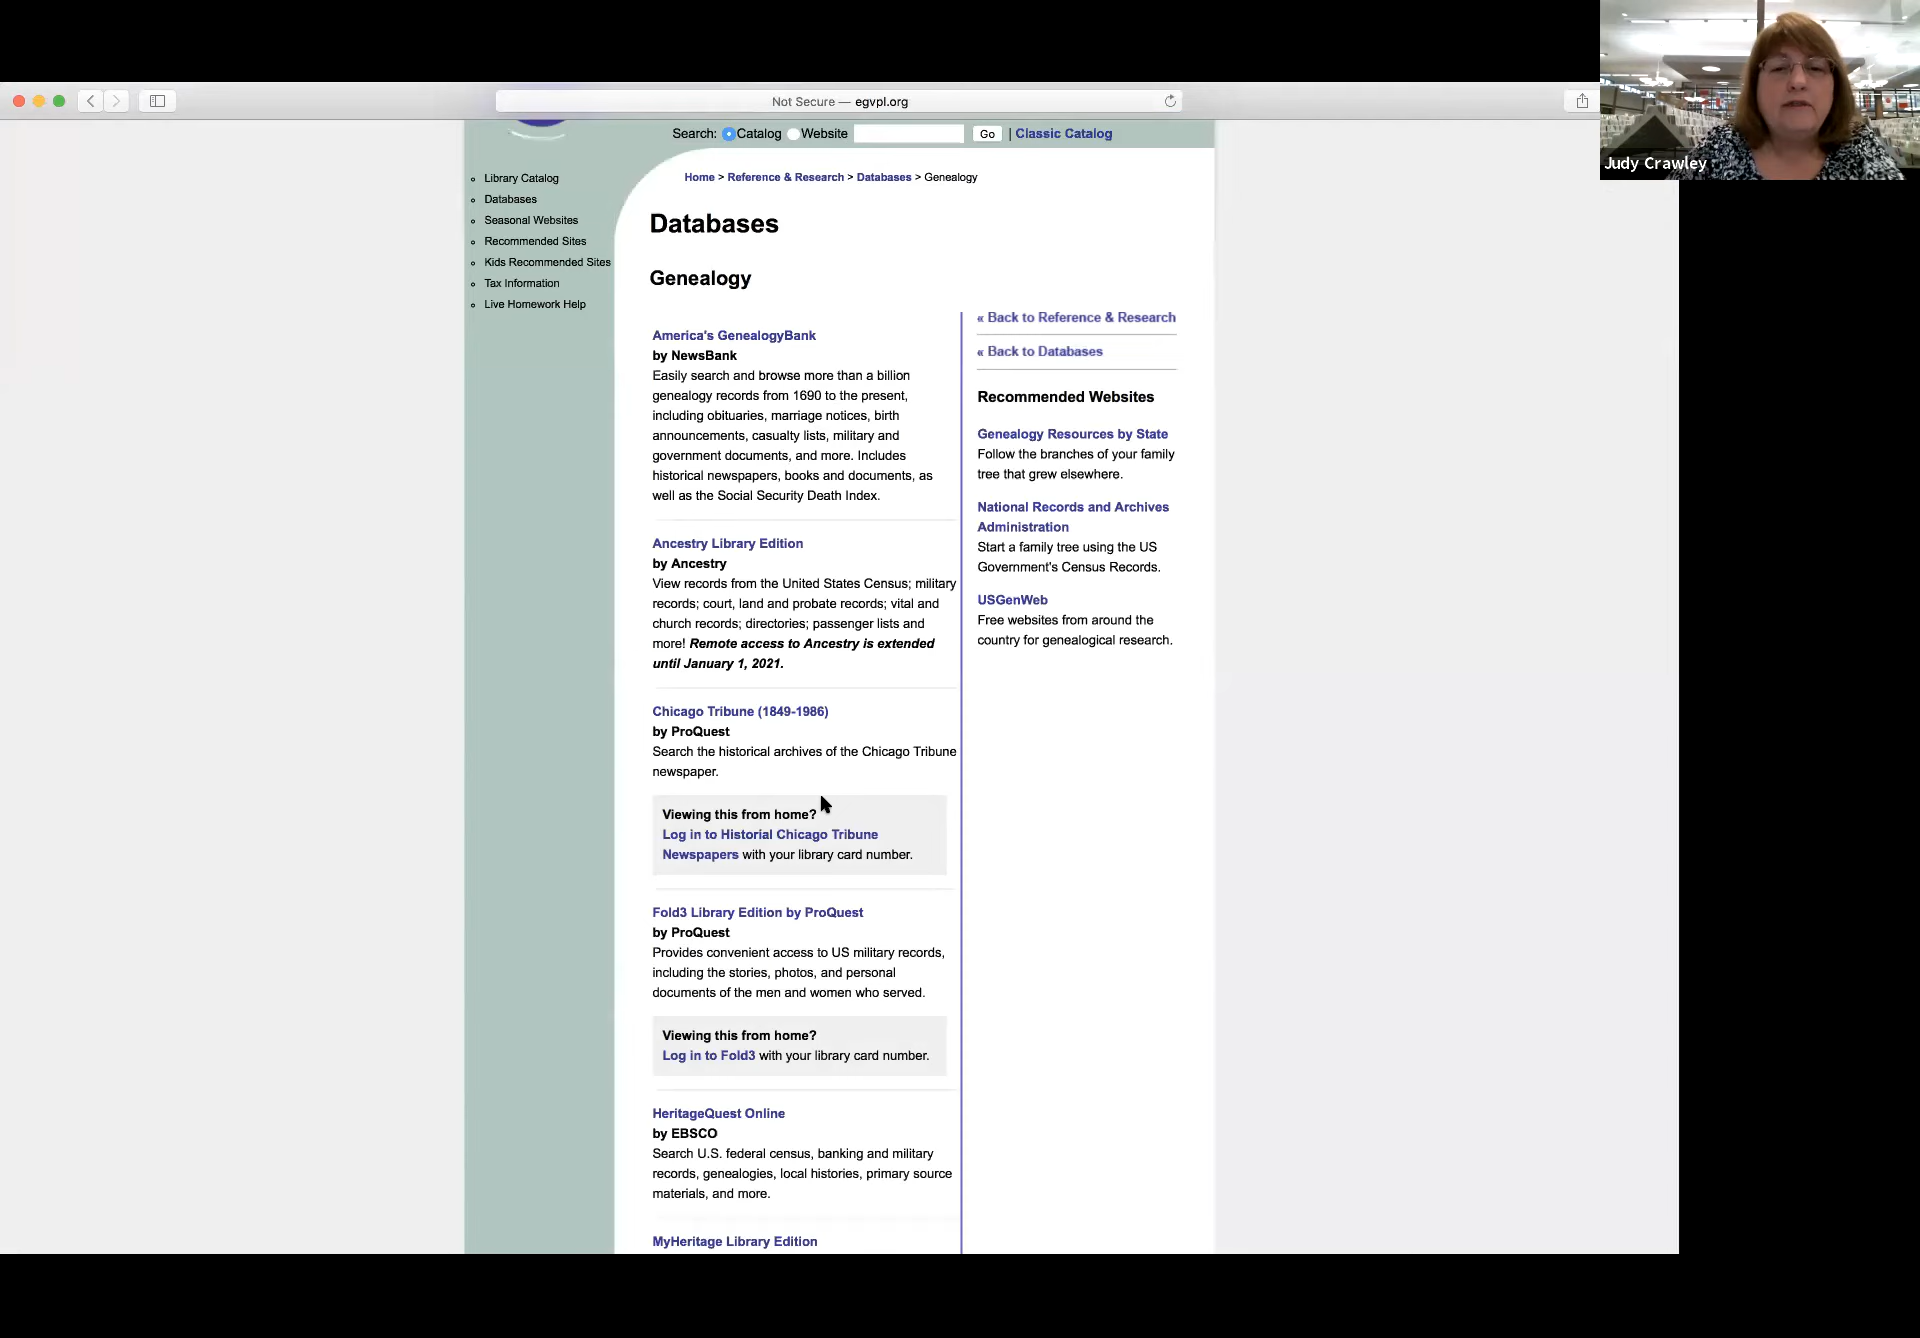 Not Secure — egvpl.org
Search: Catalog Website Go | Classic Catalog
Judy Crawley
Library Catalog
Databases
Seasonal Websites
Recommended Sites
Kids Recommended Sites
Tax Information
Live Homework Help
Home > Reference & Research > Databases > Genealogy
Databases
Genealogy
America's GenealogyBank
by NewsBank
Easily search and browse more than a billion
genealogy records from 1690 to the present,
including obituaries, marriage notices, birth
announcements, casualty lists, military and
government documents, and more. Includes
historical newspapers, books and documents, as
well as the Social Security Death Index.
Ancestry Library Edition
by Ancestry
View records from the United States Census; military
records; court, land and probate records; vital and
church records; directories; passenger lists and
more! Remote access to Ancestry is extended
until January 1, 2021.
Chicago Tribune (1849-1986)
by ProQuest
Search the historical archives of the Chicago Tribune
newspaper.
Viewing this from home?
Log in to Historial Chicago Tribune
Newspapers with your library card number.
Fold3 Library Edition by ProQuest
by ProQuest
Provides convenient access to US military records,
including the stories, photos, and personal
documents of the men and women who served.
Viewing this from home?
Log in to Fold3 with your library card number.
HeritageQuest Online
by EBSCO
Search U.S. federal census, banking and military
records, genealogies, local histories, primary source
materials, and more.
MyHeritage Library Edition
« Back to Reference & Research
« Back to Databases
Recommended Websites
Genealogy Resources by State
Follow the branches of your family
tree that grew elsewhere.
National Records and Archives
Administration
Start a family tree using the US
Government's Census Records.
USGenWeb
Free websites from around the
country for genealogical research.